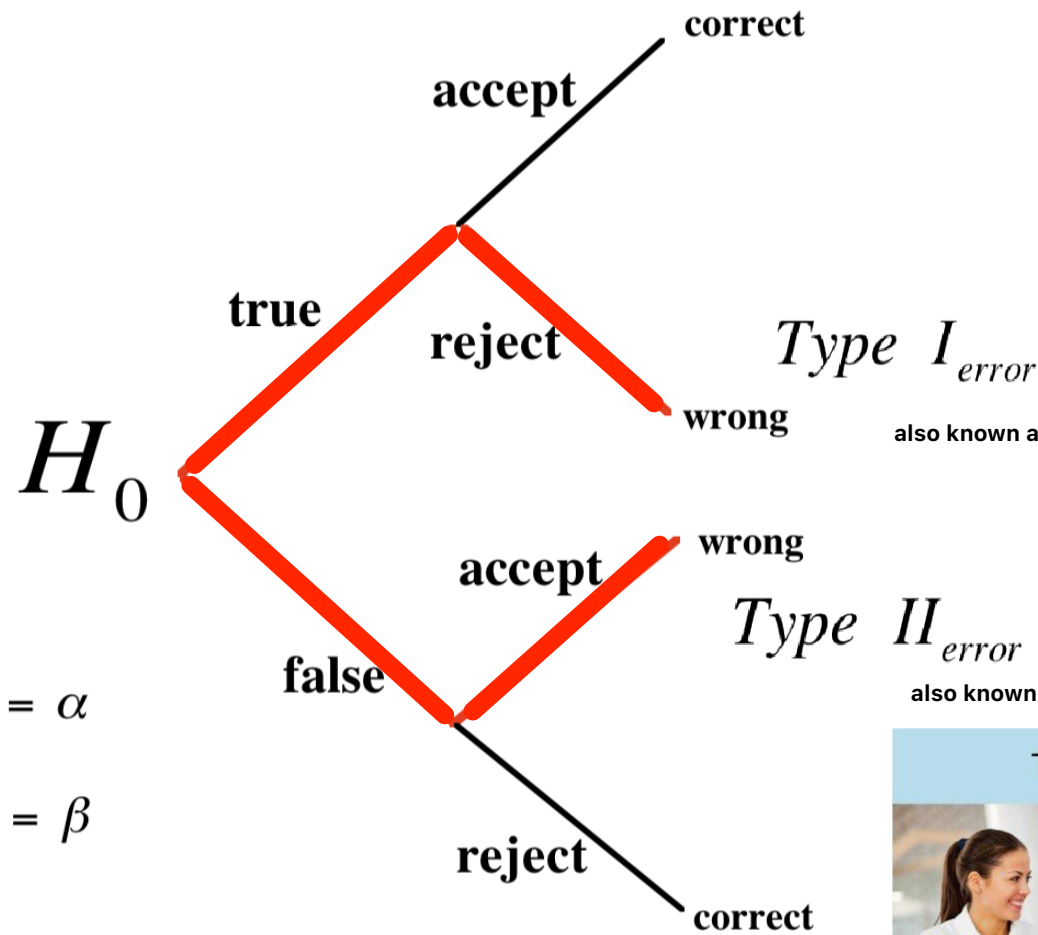 correct
accept
true
reject
Type I error
wrong
also known a
H0
wrong
accept
Type II error
false
also known
= α
= β
reject
correct